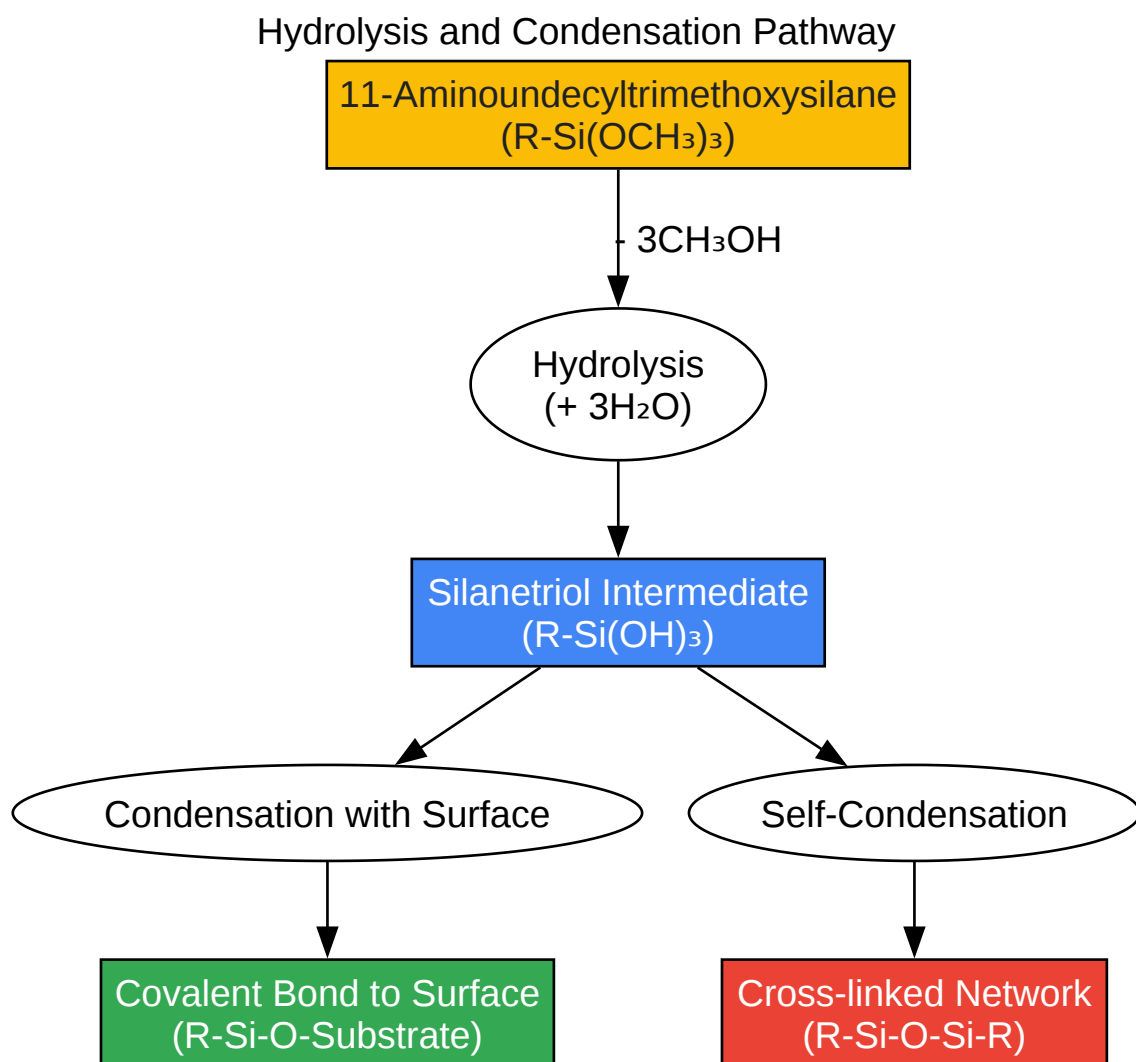 Hydrolysis and Condensation Pathway
11-Aminoundecyltrimethoxysilane
(R-Si(OCH₃)₃)
- 3CH₃OH
Hydrolysis
(+ 3H₂O)
Silanetriol Intermediate
(R-Si(OH)₃)
Condensation with Surface
Self-Condensation
Covalent Bond to Surface
(R-Si-O-Substrate)
Cross-linked Network
(R-Si-O-Si-R)